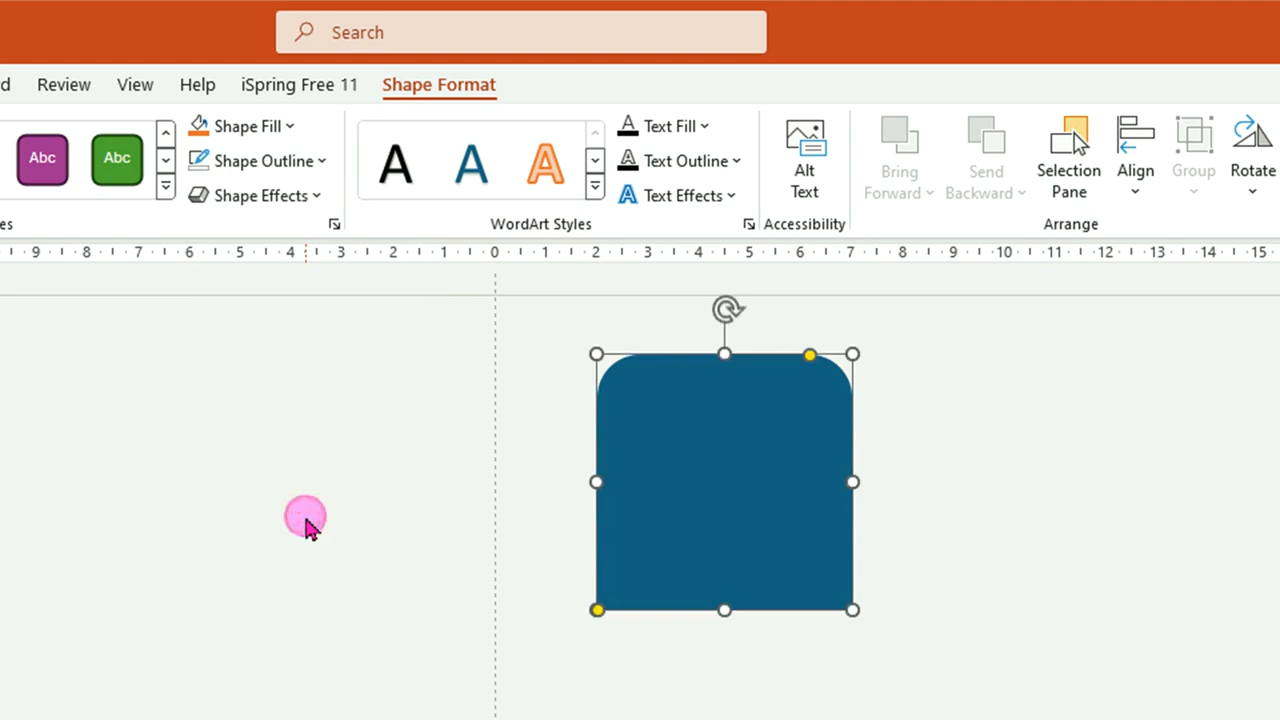 Search
d Review View Help iSpring Free 11 Shape Format
Abc Abc
Shape Fill
Shape Outline
Shape Effects
A A A
A Text Fill
A Text Outline
A Text Effects
Alt
Text
Bring
Forward
Send
Backward
Selection
Pane
Align
Group
Rotate
es WordArt Styles Accessibility Arrange
9 8 7 6 5 4 3 2 1 0 1 2 3 4 5 6 7 8 9 10 11 12 13 14 15